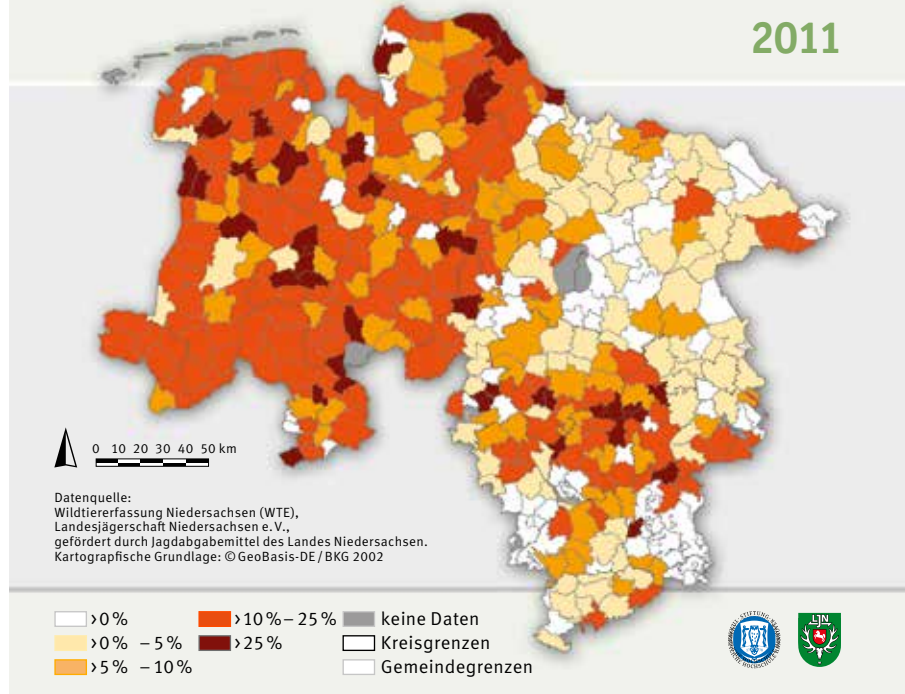 2011
0 10 20 30 40 50 km
Datenquelle:
Wildtiererfassung Niedersachsen (WTE),
Landesjägerschaft Niedersachsen e. V.,
gefördert durch Jagdabgabemittel des Landes Niedersachsen.
Kartografische Grundlage: © GeoBasis-DE / BKG 2002
>0 %
>0 % – 5 %
>5 % – 10 %
>10 % – 25 %
>25 %
keine Daten
Kreisgrenzen
Gemeindegrenzen
STIFTUNG
HOCHSCHULE
LJN